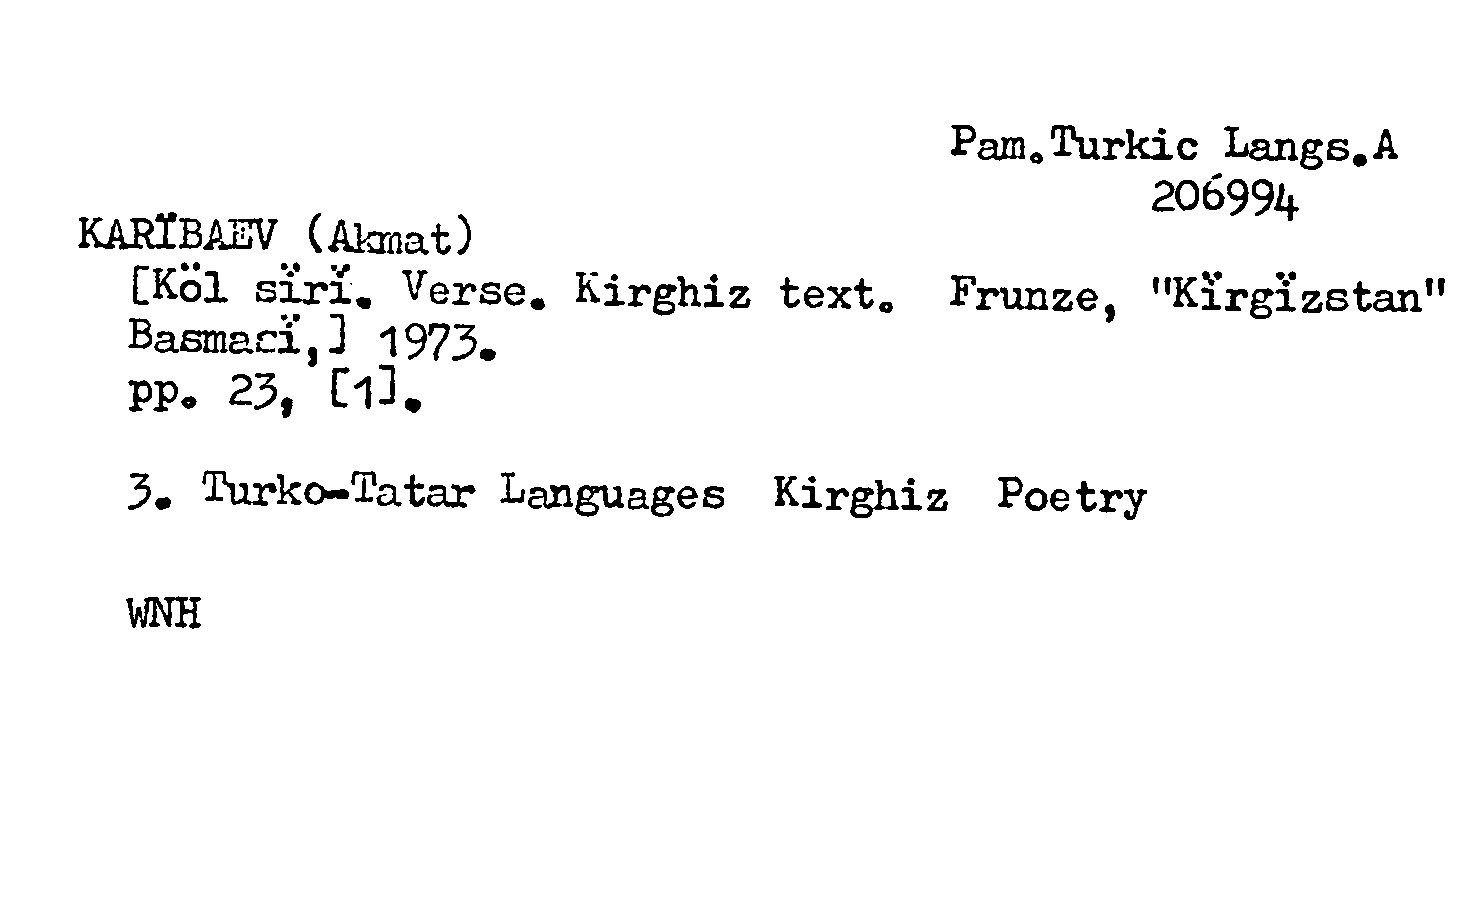 Pam.Turkic Langs.A
206994
KARÏBAEV (Akmat)
[Köl sïrï. Verse. Kirghiz text. Frunze, "Kïrgïzstan"
Basmacï,] 1973.
pp. 23, [1].
3. Turko-Tatar Languages Kirghiz Poetry
WNH